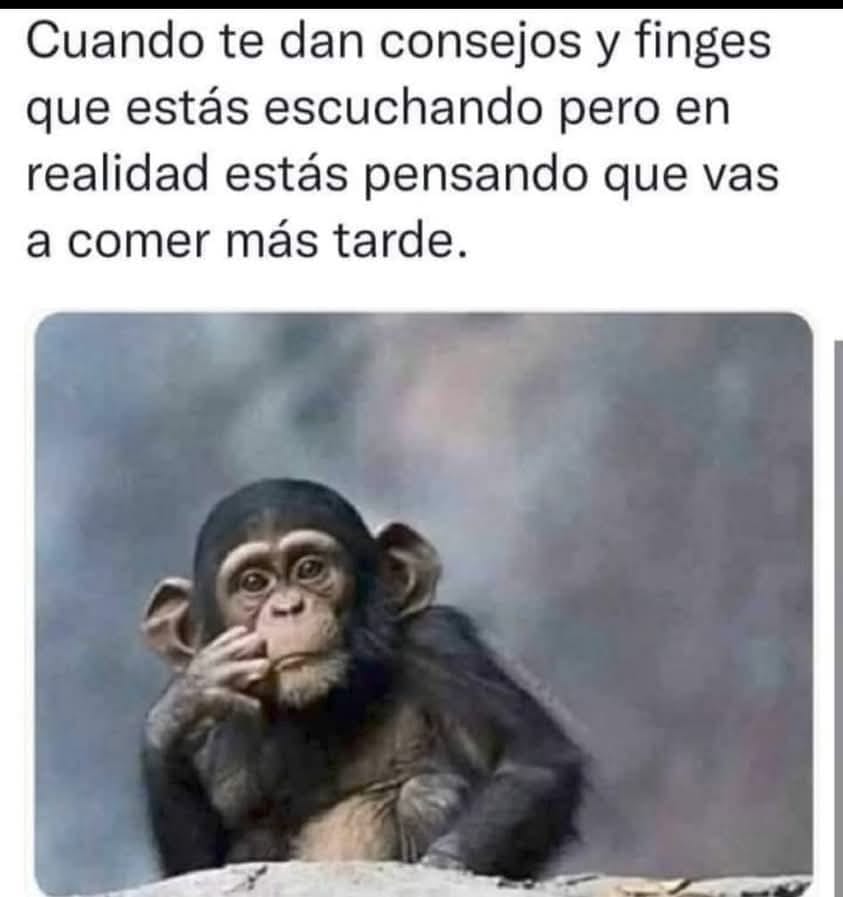 Cuando te dan consejos y finges
que estás escuchando pero en
realidad estás pensando que vas
a comer más tarde.